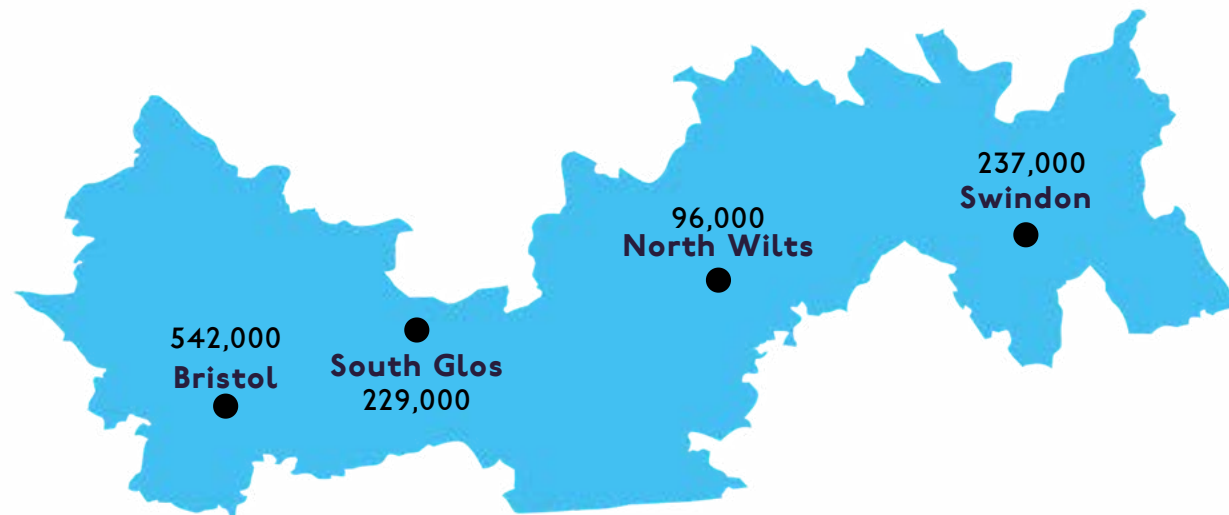 237,000
Swindon
96,000
North Wilts
542,000
Bristol
South Glos
229,000